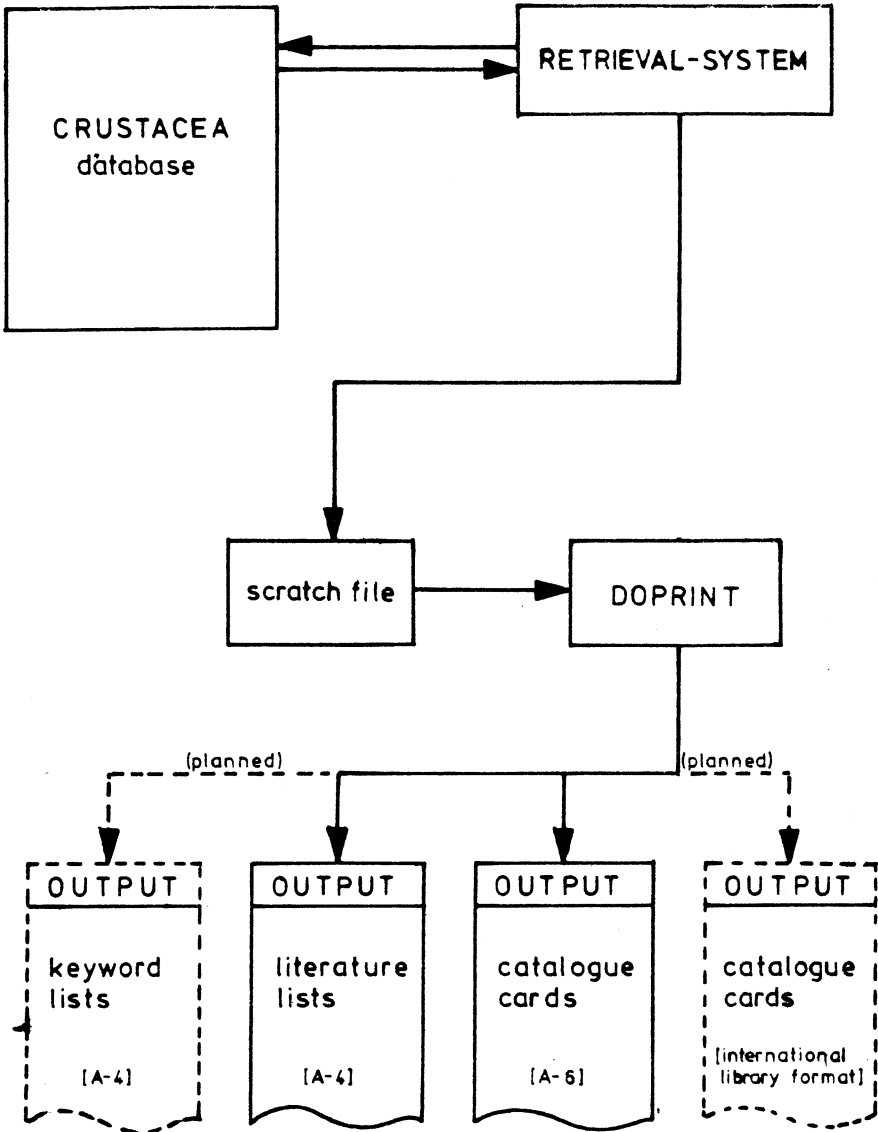 CRUSTACEA
database
RETRIEVAL-SYSTEM
scratch file
DOPRINT
(planned)
(planned)
OUTPUT
keyword
lists
[A-4]
OUTPUT
literature
lists
[A-4]
OUTPUT
catalogue
cards
[A-6]
OUTPUT
catalogue
cards
[international
library format]